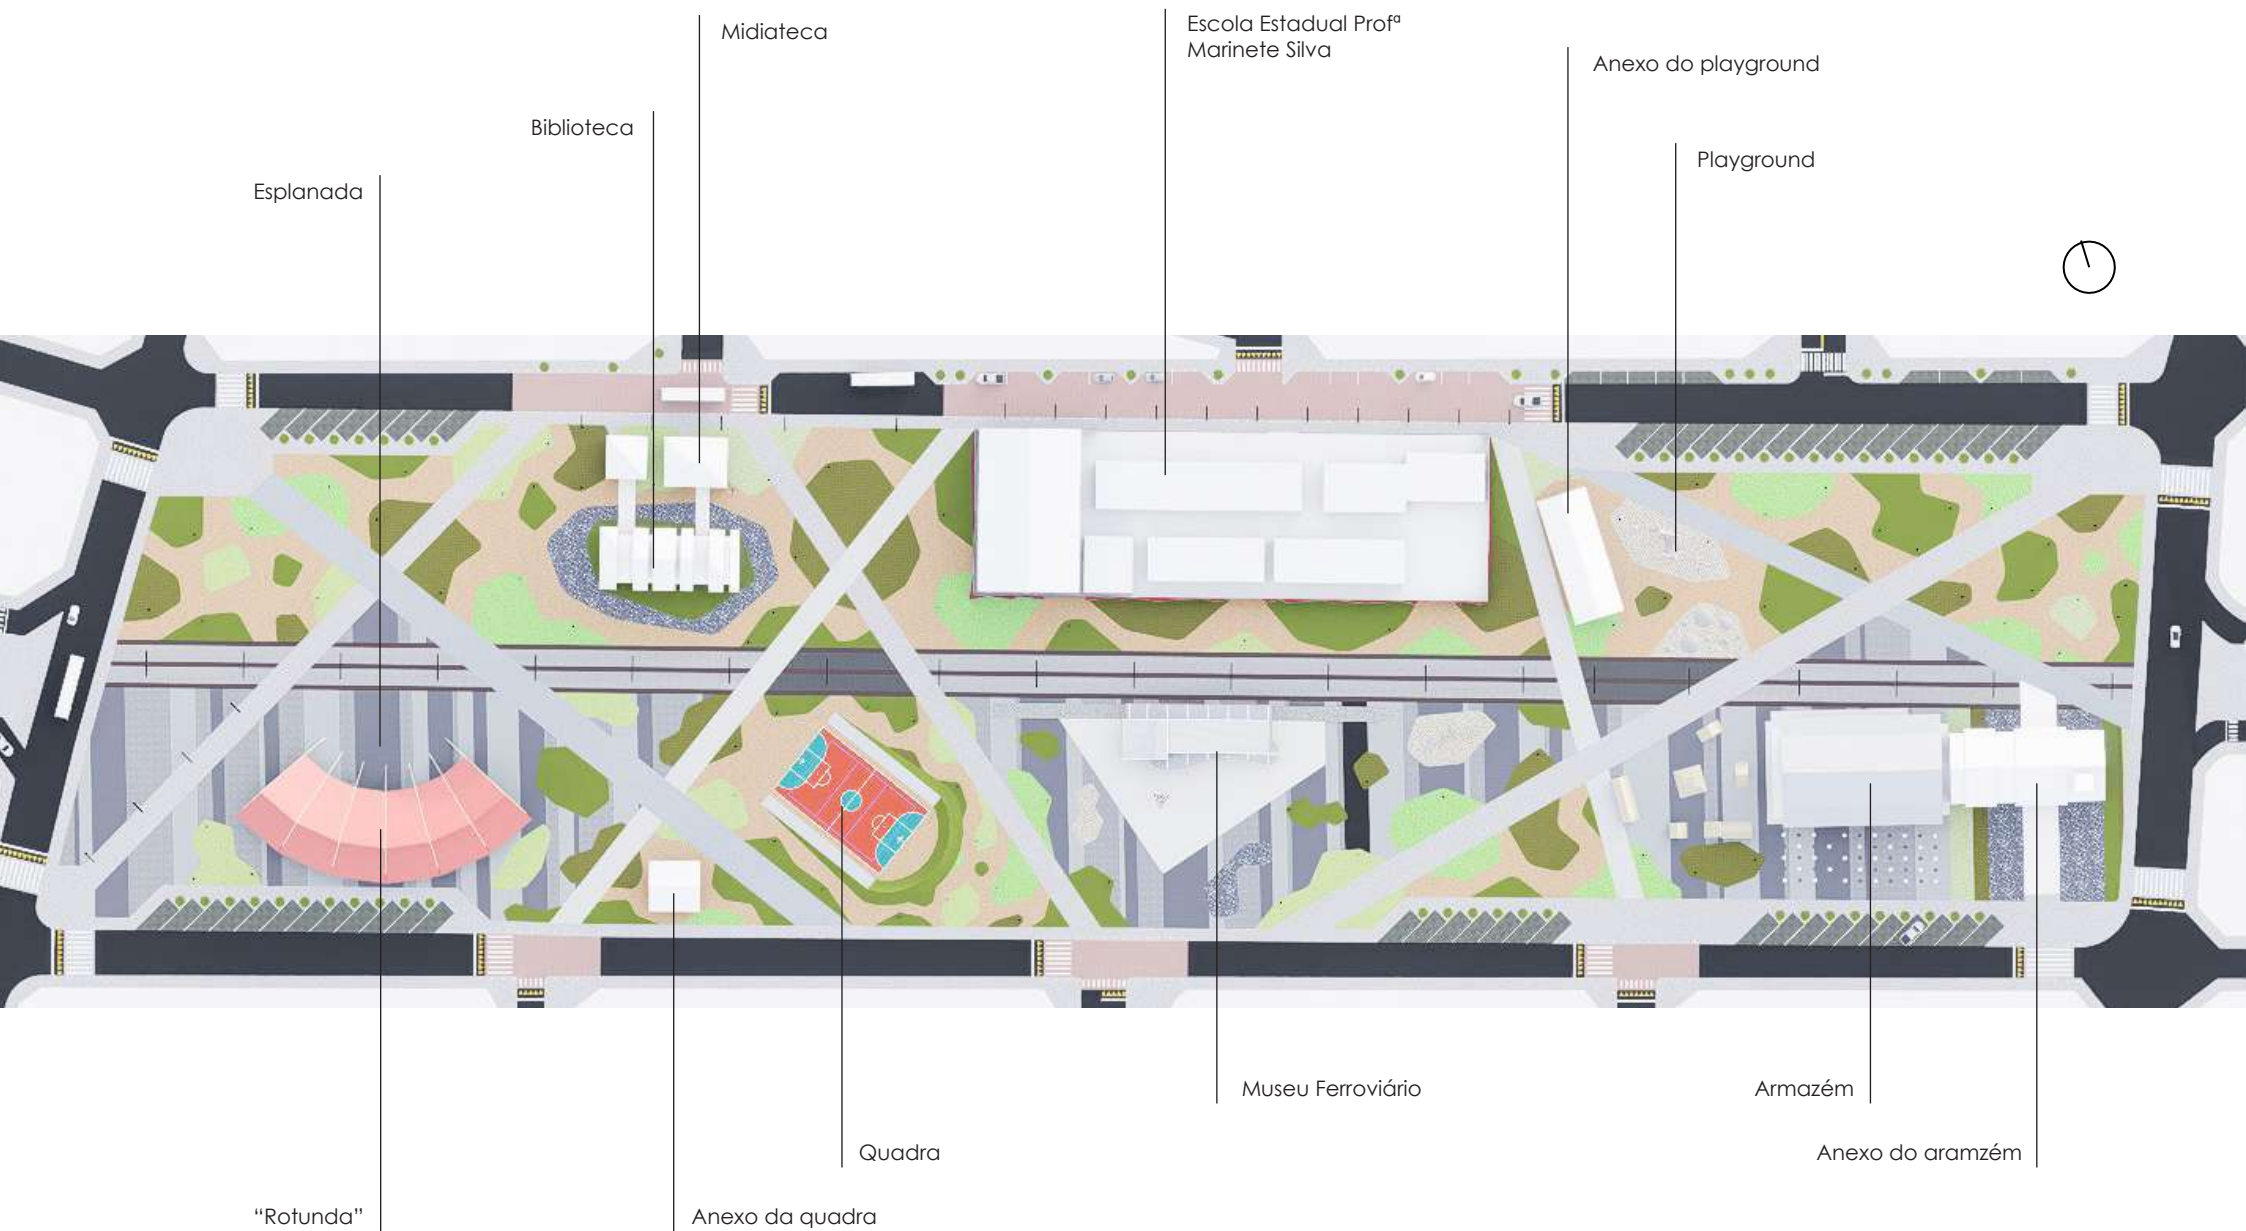 Midiateca
Escola Estadual Profª
Marinete Silva
Anexo do playground
Biblioteca
Playground
Esplanada
Museu Ferroviário
Armazém
Quadra
Anexo do aramzém
“Rotunda”
Anexo da quadra